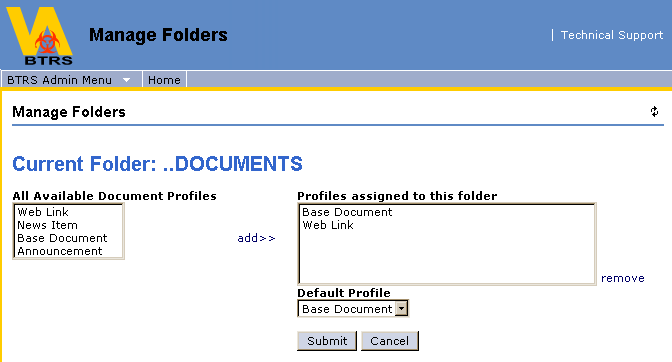 VA
BTRS
Manage Folders
| Technical Support
BTRS Admin Menu
Home
Manage Folders
Current Folder: ..DOCUMENTS
All Available Document Profiles
Web Link
News Item
Base Document
Announcement
add>>
Profiles assigned to this folder
Base Document
Web Link
remove
Default Profile
Base Document
Submit
Cancel